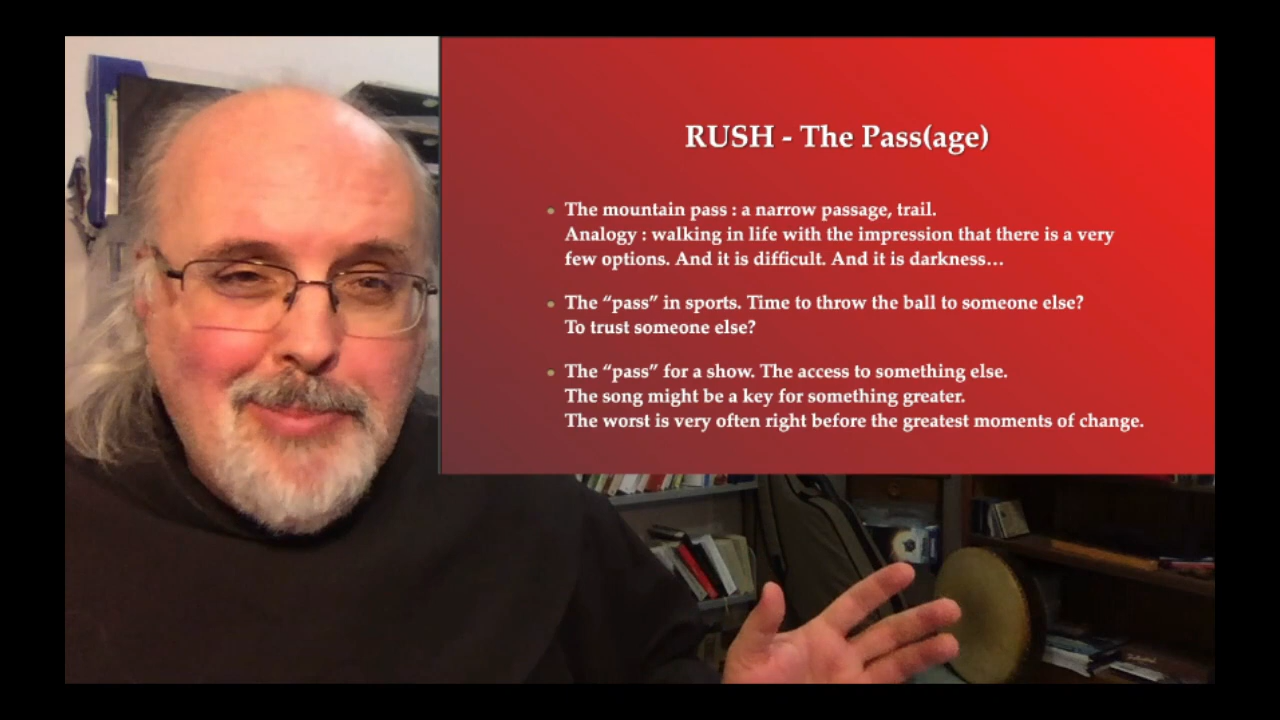 RUSH - The Pass(age)
• The mountain pass : a narrow passage, trail.
Analogy : walking in life with the impression that there is a very
few options. And it is difficult. And it is darkness…
• The “pass” in sports. Time to throw the ball to someone else?
To trust someone else?
• The “pass” for a show. The access to something else.
The song might be a key for something greater.
The worst is very often right before the greatest moments of change.